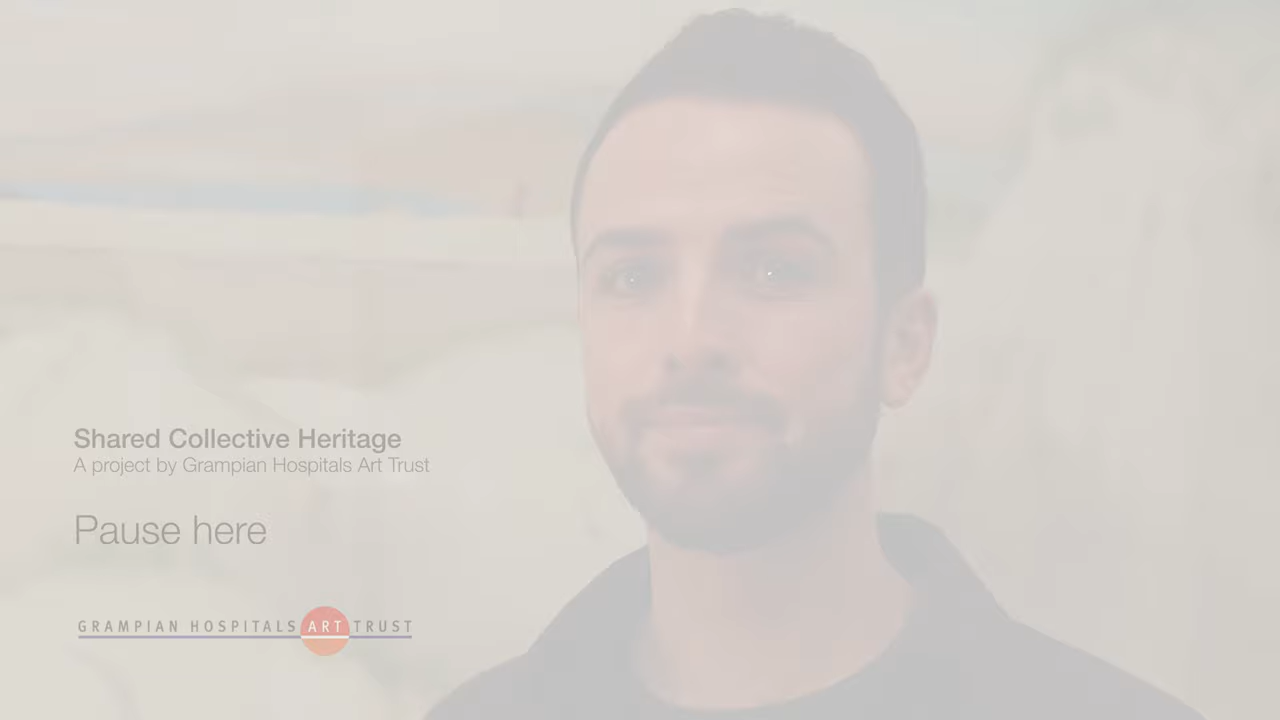 Shared Collective Heritage
A project by Grampian Hospitals Art Trust
Pause here
GRAMPIAN HOSPITALS ART TRUST